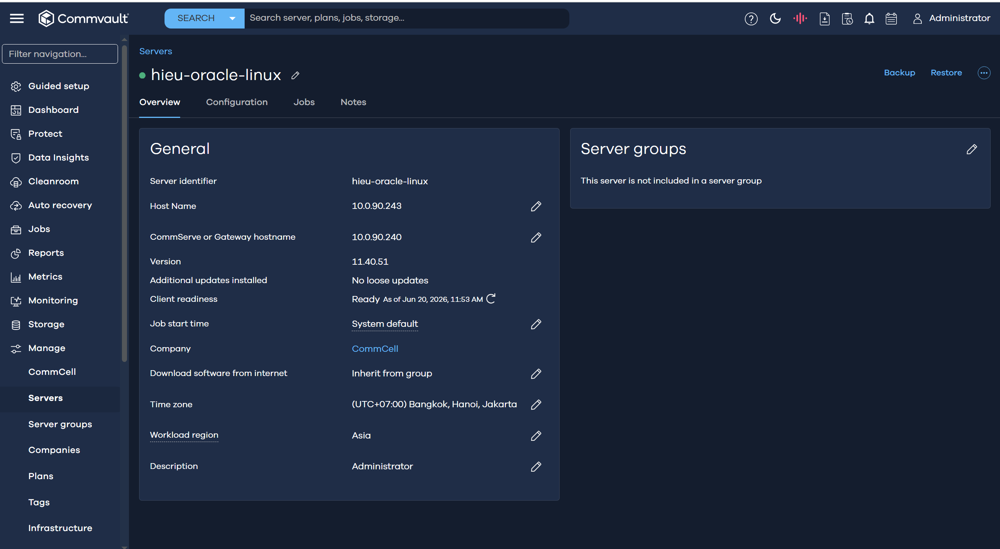 Commvault
SEARCH
Search server, plans, jobs, storage...
Administrator
Filter navigation...
Guided setup
Dashboard
Protect
Data Insights
Cleanroom
Auto recovery
Jobs
Reports
Metrics
Monitoring
Storage
Manage
CommCell
Servers
Server groups
Companies
Plans
Tags
Infrastructure
Servers
hieu-oracle-linux
Backup
Restore
Overview
Configuration
Jobs
Notes
General
Server identifier hieu-oracle-linux
Host Name 10.0.90.243
CommServe or Gateway hostname 10.0.90.240
Version 11.40.51
Additional updates installed No loose updates
Client readiness Ready As of Jun 20, 2026, 11:53 AM
Job start time System default
Company CommCell
Download software from internet Inherit from group
Time zone (UTC+07:00) Bangkok, Hanoi, Jakarta
Workload region Asia
Description Administrator
Server groups
This server is not included in a server group